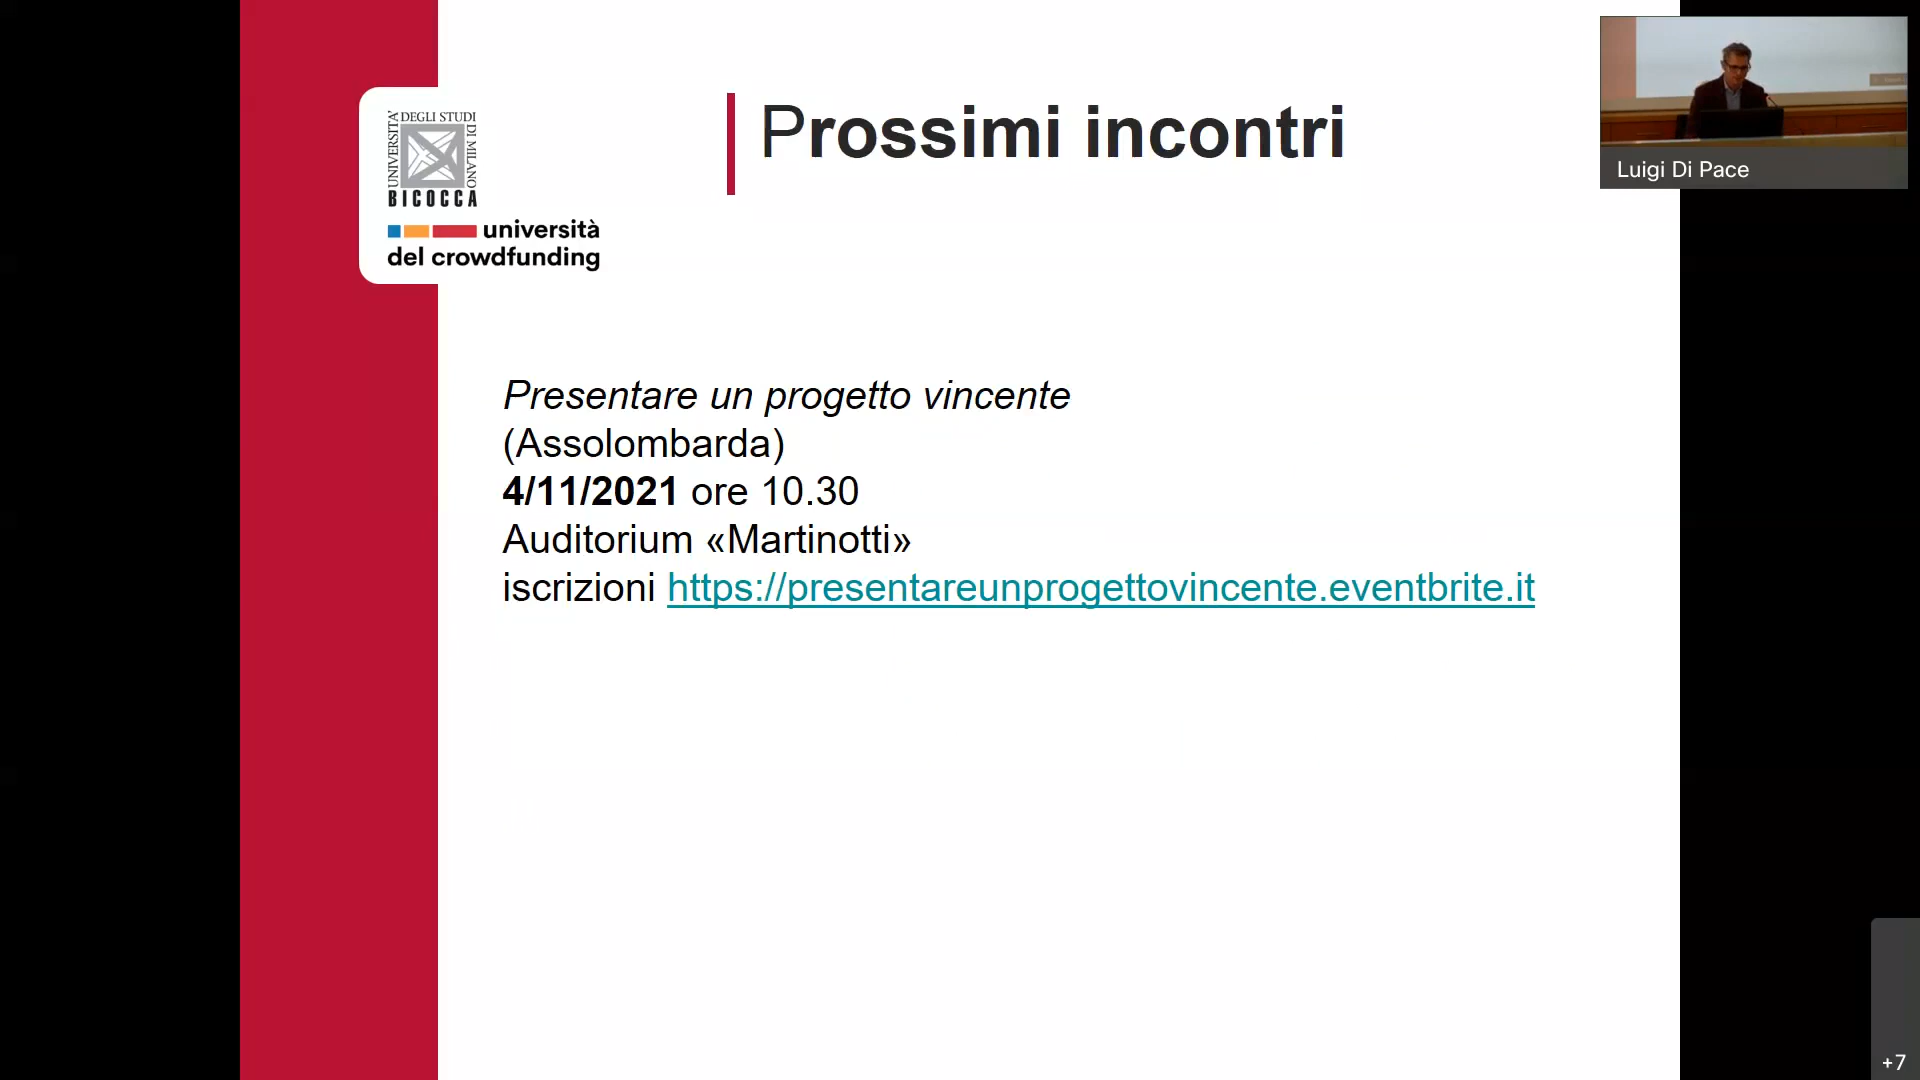 UNIVERSITA'
DEGLI STUDI
DI MILANO
BICOCCA
università
del crowdfunding
Prossimi incontri
Luigi Di Pace
Presentare un progetto vincente
(Assolombarda)
4/11/2021 ore 10.30
Auditorium «Martinotti»
iscrizioni https://presentareunprogettovincente.eventbrite.it
+7